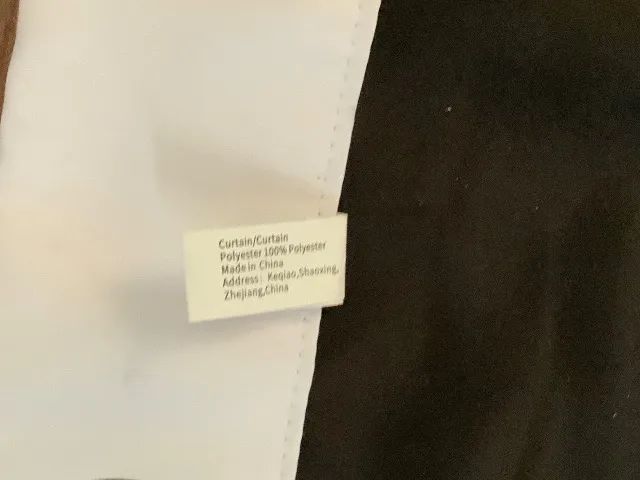 Curtain/Curtain
Polyester 100% Polyester
Made in China
Address: Keqiao,Shaoxing,
Zhejiang,China